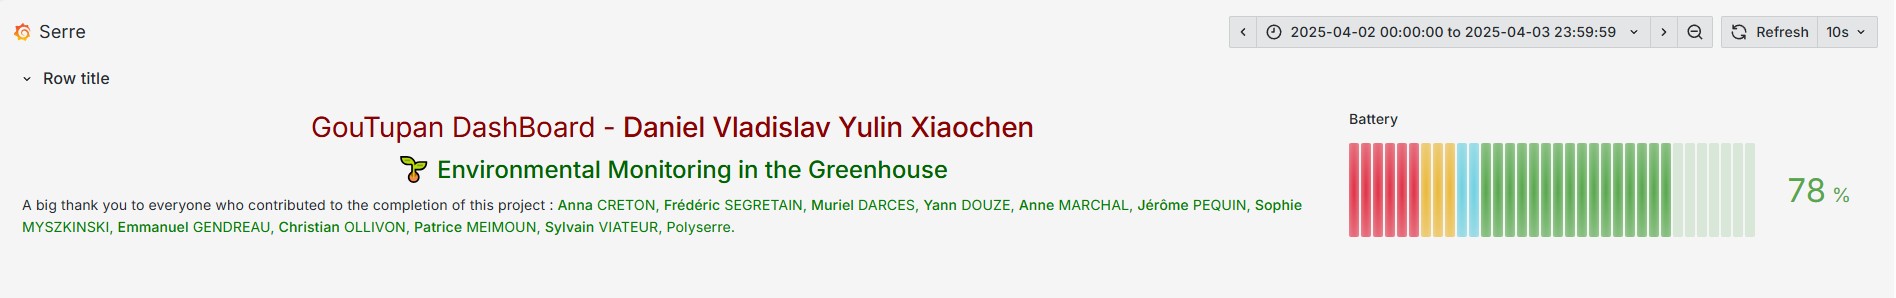 Serre
2025-04-02 00:00:00 to 2025-04-03 23:59:59
Refresh
10s
Row title
GouTupan DashBoard - Daniel Vladislav Yulin Xiaochen
Environmental Monitoring in the Greenhouse
A big thank you to everyone who contributed to the completion of this project : Anna CRETON, Frédéric SEGRETAIN, Muriel DARCES, Yann DOUZE, Anne MARCHAL, Jérôme PEQUIN, Sophie
MYSZKINSKI, Emmanuel GENDREAU, Christian OLLIVON, Patrice MEIMOUN, Sylvain VIATEUR, Polyserre.
Battery
78 %